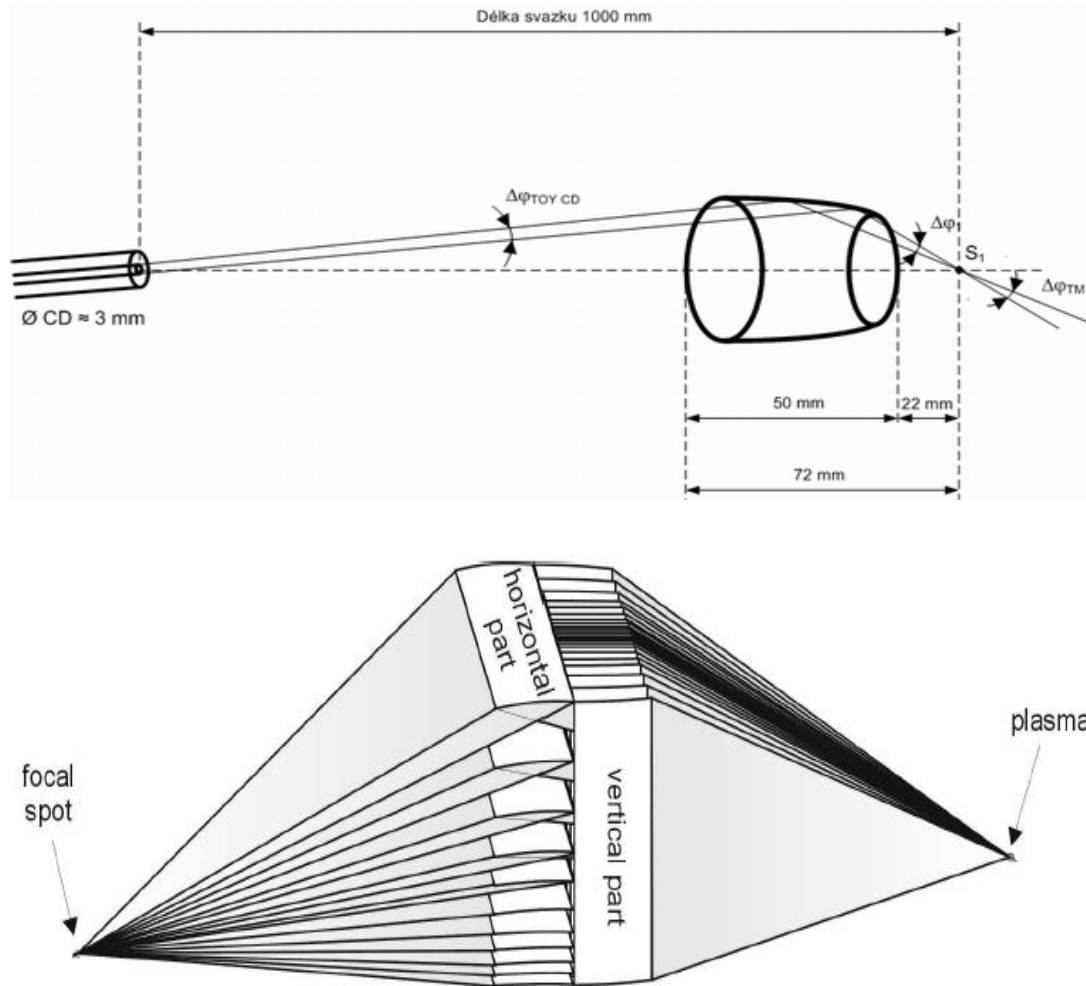 Délka svazku 1000 mm
ΔφTOY CD
Δφ1
S1
ΔφTM
Ø CD ≈ 3 mm
50 mm
22 mm
72 mm
horizontal
part
plasma
focal
spot
vertical part